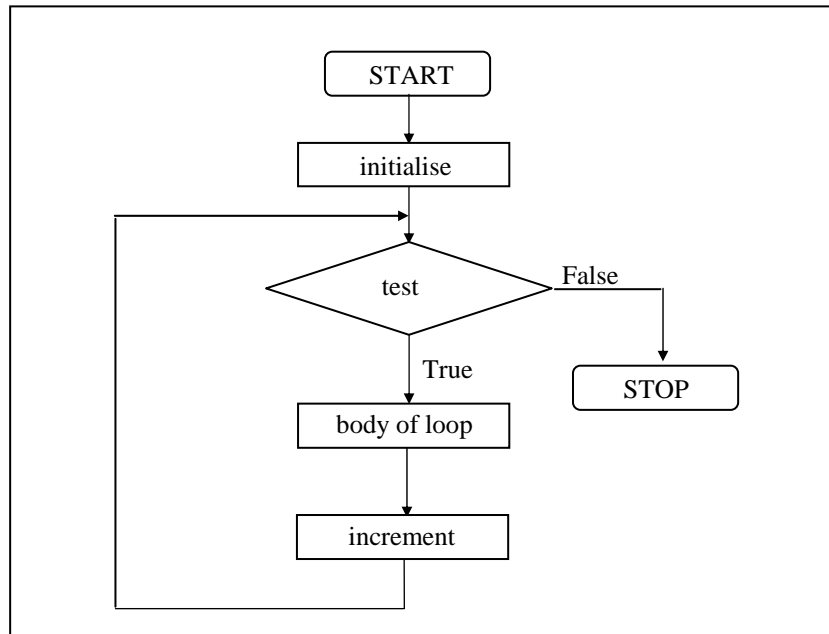 START
initialise
test
False
True
STOP
body of loop
increment